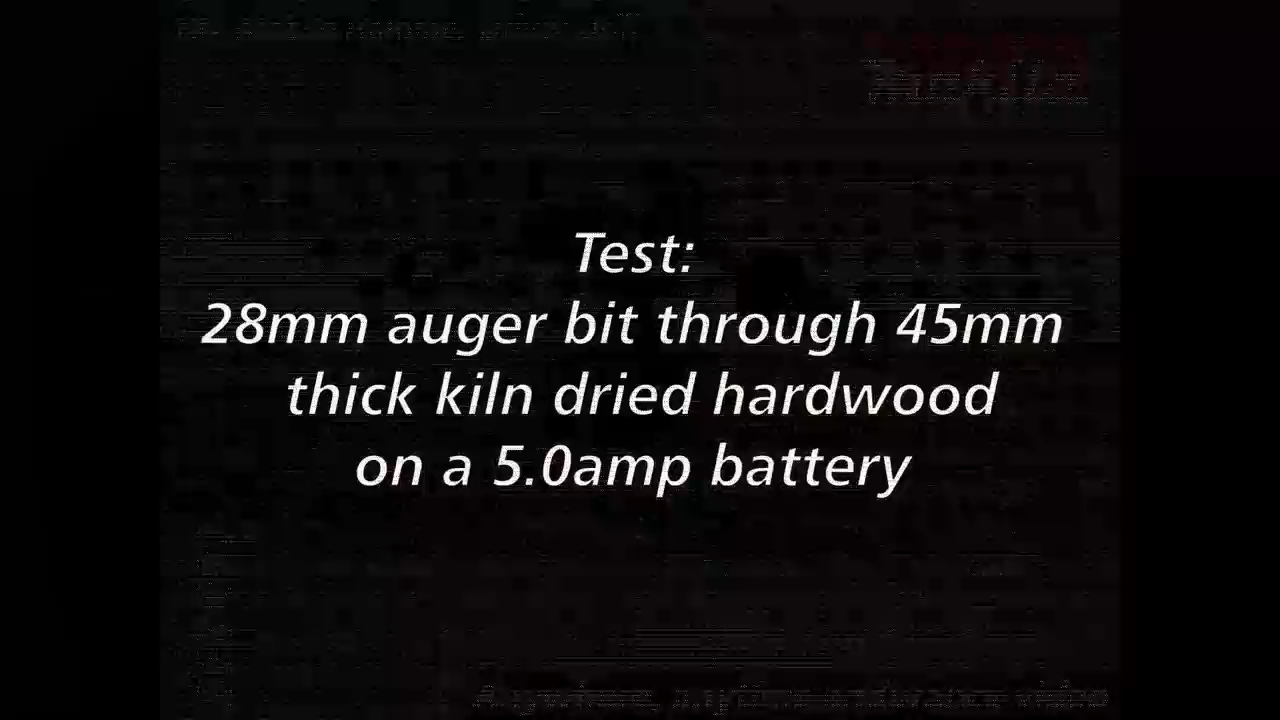 Test:
28mm auger bit through 45mm
thick kiln dried hardwood
on a 5.0amp battery